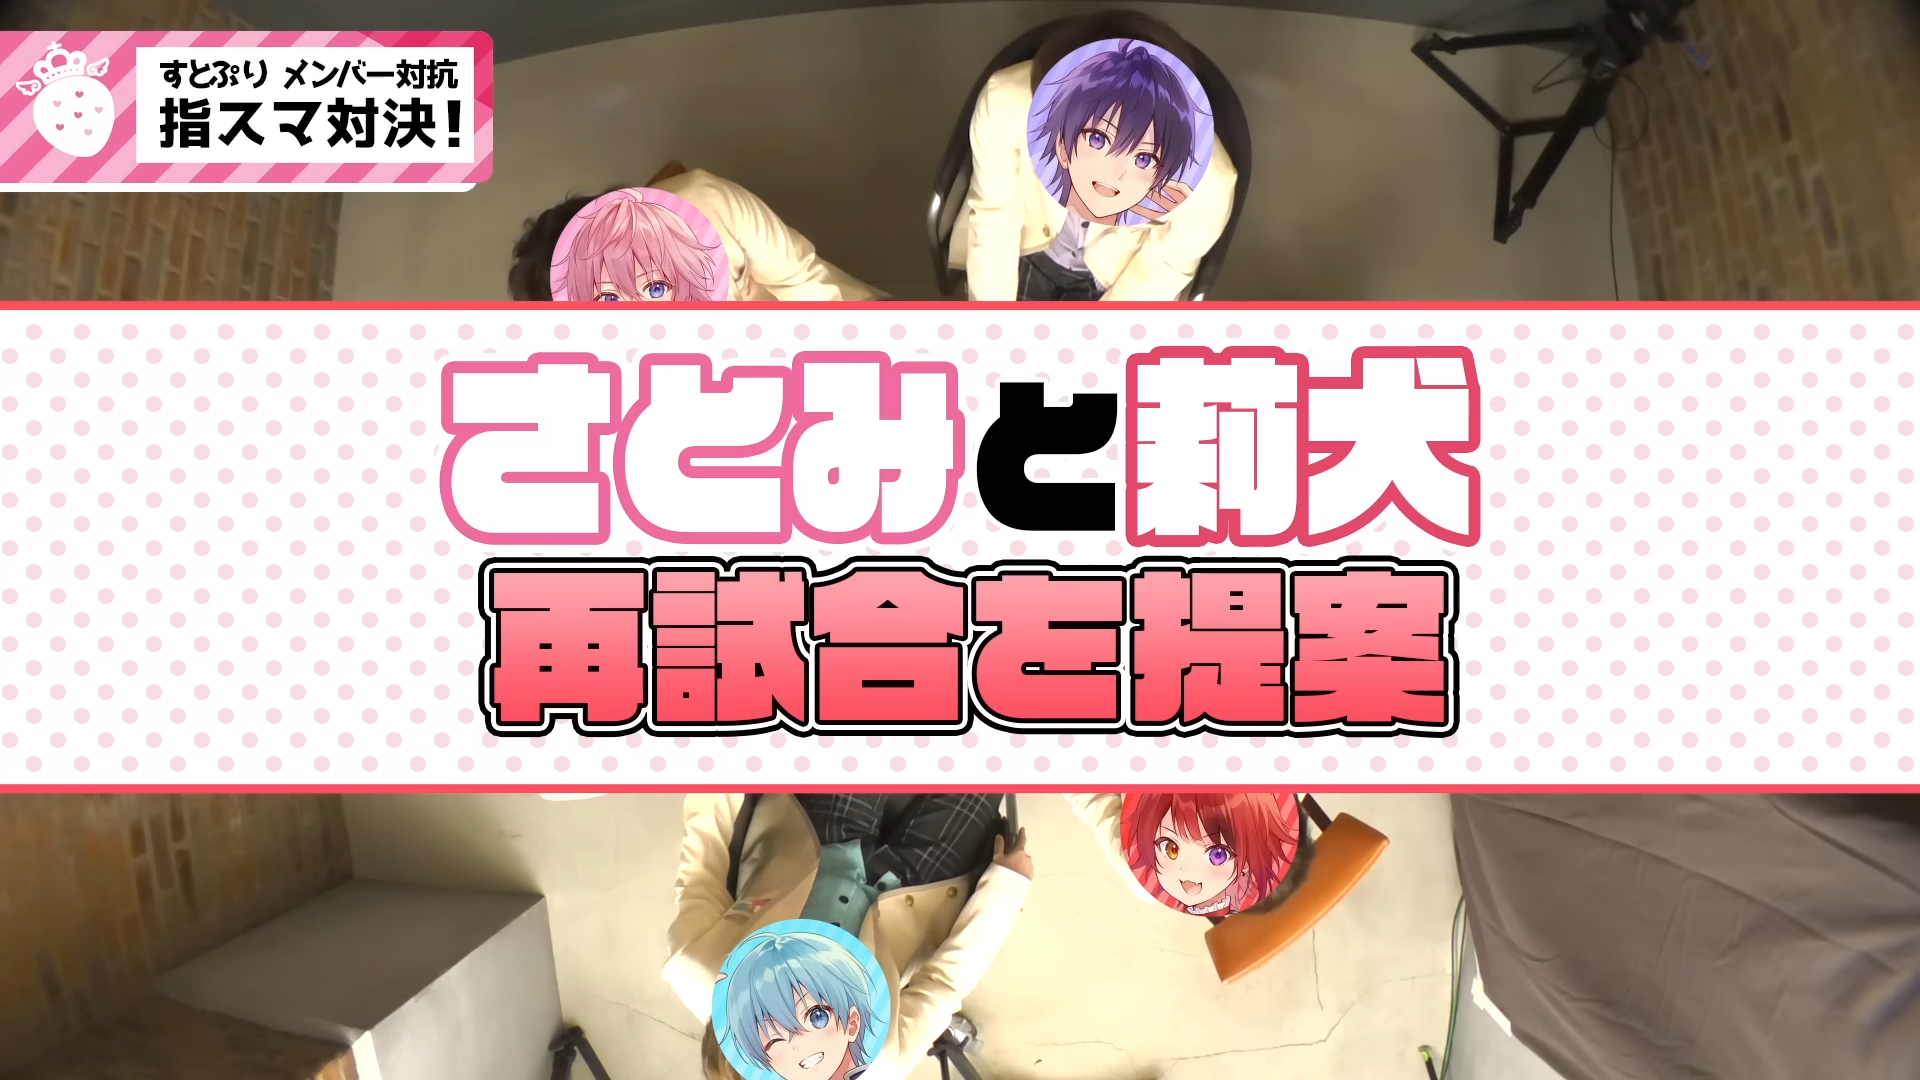 すとぷり メンバー対抗
指スマ対決！
さとみと莉犬
再試合を提案